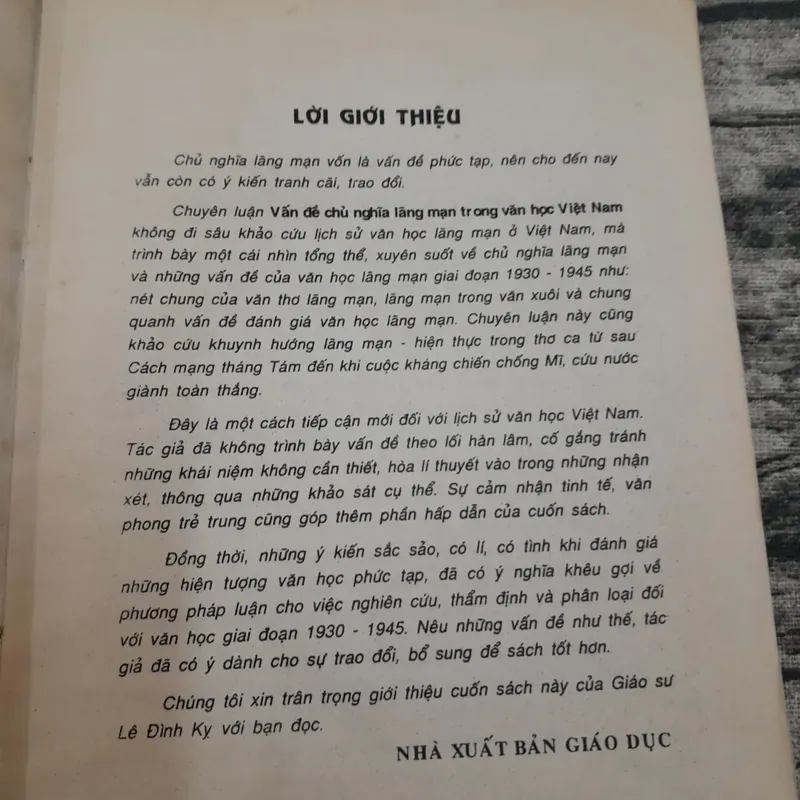 LỜI GIỚI THIỆU
Chủ nghĩa lãng mạn vốn là vấn đề phức tạp, nên cho đến nay
vẫn còn có ý kiến tranh cãi, trao đổi.
Chuyên luận Vấn đề chủ nghĩa lãng mạn trong văn học Việt Nam
không đi sâu khảo cứu lịch sử văn học lãng mạn ở Việt Nam, mà
trình bày một cái nhìn tổng thể, xuyên suốt về chủ nghĩa lãng mạn
và những vấn đề của văn học lãng mạn giai đoạn 1930 - 1945 như:
nét chung của văn thơ lãng mạn, lãng mạn trong văn xuôi và chung
quanh vấn đề đánh giá văn học lãng mạn. Chuyên luận này cũng
khảo cứu khuynh hướng lãng mạn - hiện thực trong thơ ca từ sau
Cách mạng tháng Tám đến khi cuộc kháng chiến chống Mĩ, cứu nước
giành toàn thắng.
Đây là một cách tiếp cận mới đối với lịch sử văn học Việt Nam.
Tác giả đã không trình bày vấn đề theo lối hàn lâm, cố gắng tránh
những khái niệm không cần thiết, hòa lí thuyết vào trong những nhận
xét, thông qua những khảo sát cụ thể. Sự cảm nhận tinh tế, văn
phong trẻ trung cũng góp thêm phần hấp dẫn của cuốn sách.
Đồng thời, những ý kiến sắc sảo, có lí, có tình khi đánh giá
những hiện tượng văn học phức tạp, đã có ý nghĩa khêu gợi về
phương pháp luận cho việc nghiên cứu, thẩm định và phân loại đối
với văn học giai đoạn 1930 - 1945. Nêu những vấn đề như thế, tác
giả đã có ý dành cho sự trao đổi, bổ sung để sách tốt hơn.
Chúng tôi xin trân trọng giới thiệu cuốn sách này của Giáo sư
Lê Đình Kỵ với bạn đọc.
NHÀ XUẤT BẢN GIÁO DỤC